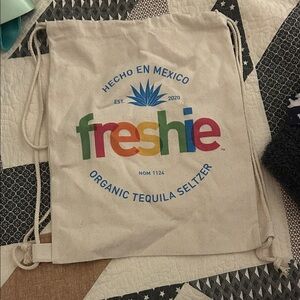 HECHO EN MEXICO
EST 2020
freshie
NOM 1124
ORGANIC TEQUILA SELTZER